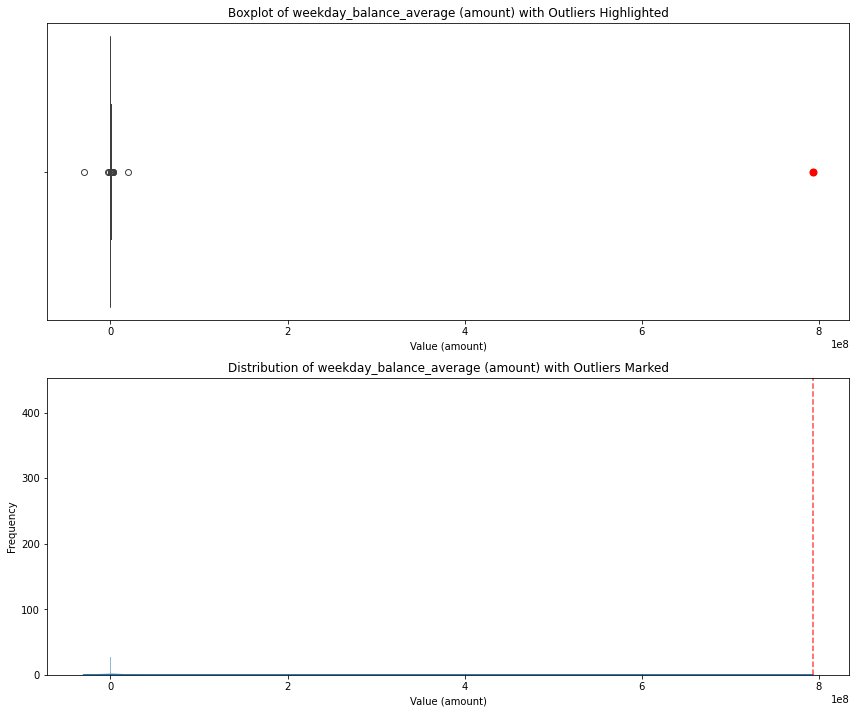 Boxplot of weekday_balance_average (amount) with Outliers Highlighted
0 2 4 6 8
1e8
Value (amount)
Distribution of weekday_balance_average (amount) with Outliers Marked
400
300
200
100
0
Frequency
0 2 4 6 8
1e8
Value (amount)